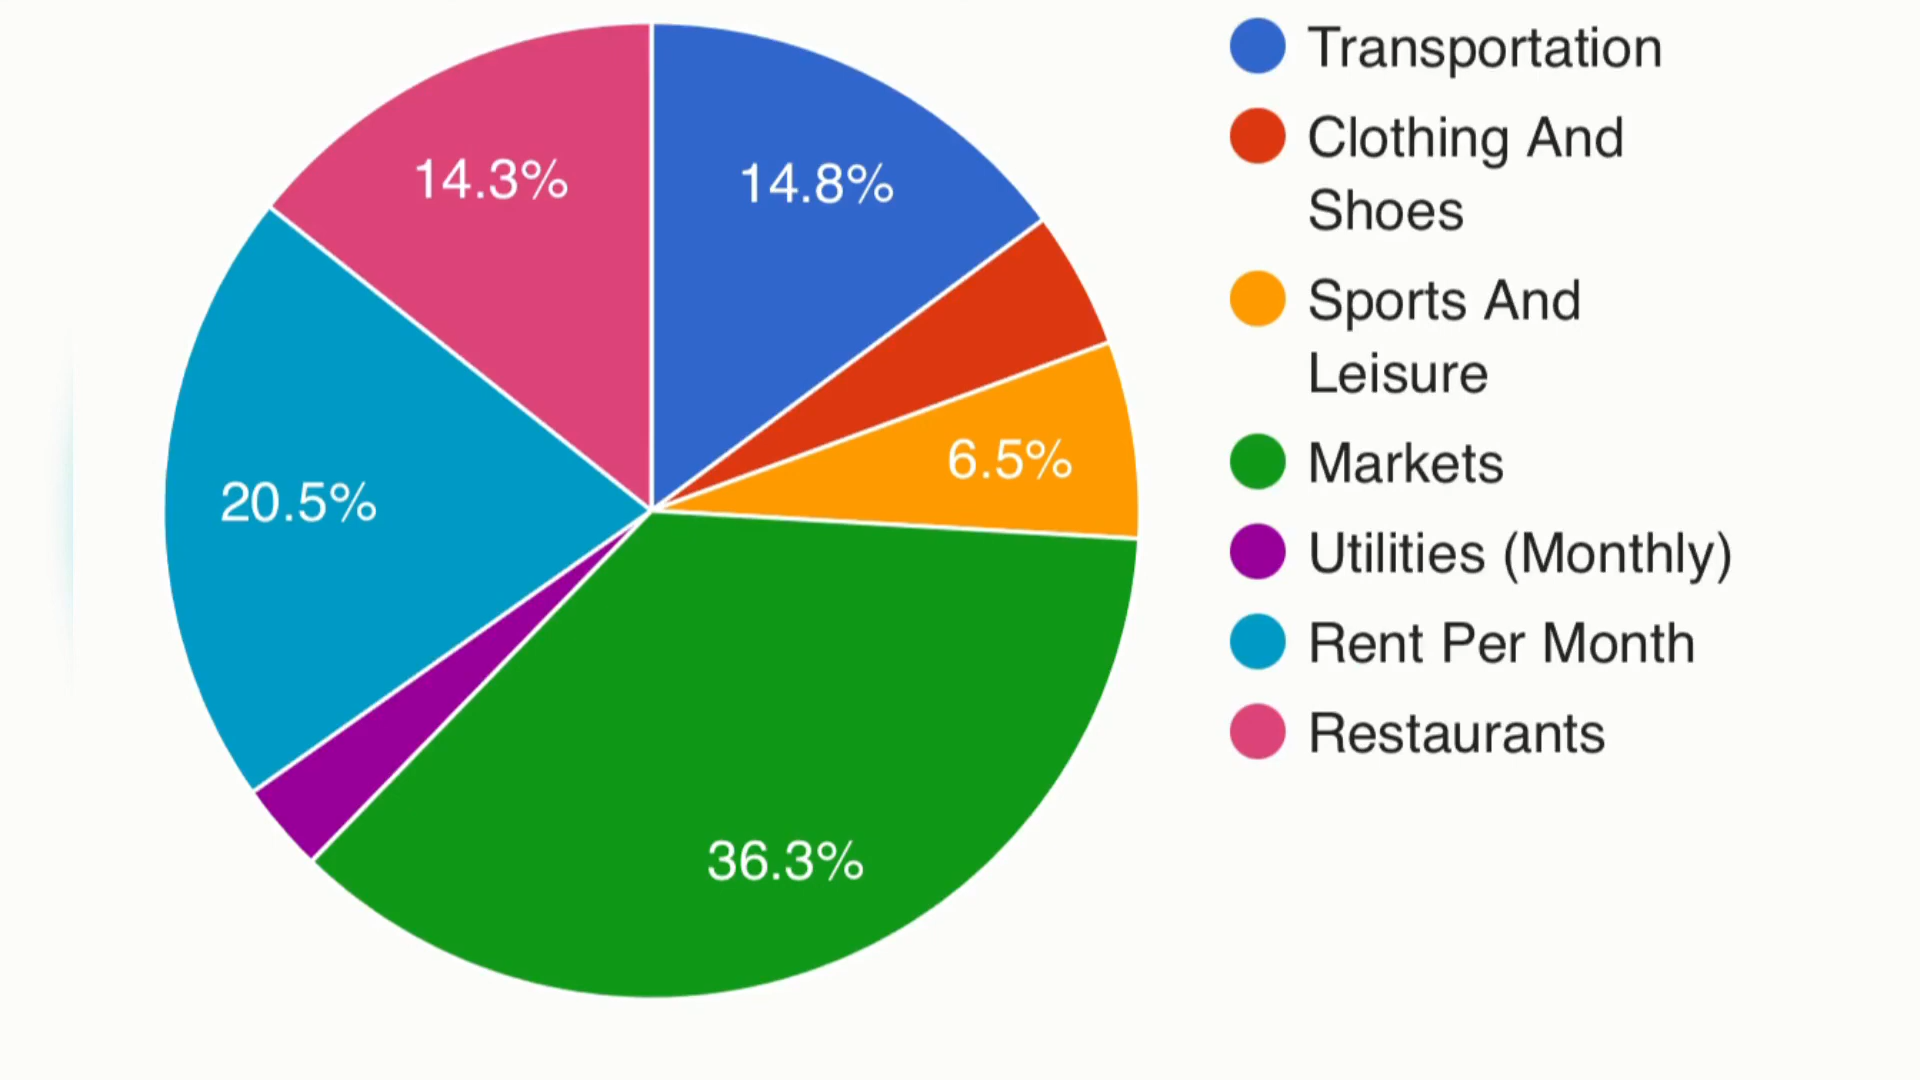 14.3%
14.8%
6.5%
20.5%
36.3%
Transportation
Clothing And
Shoes
Sports And
Leisure
Markets
Utilities (Monthly)
Rent Per Month
Restaurants